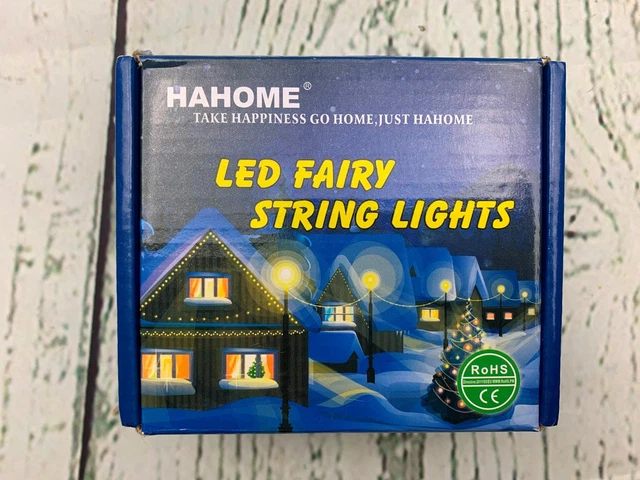 HAHOME®
TAKE HAPPINESS GO HOME,JUST HAHOME
LED FAIRY
STRING LIGHTS
RoHS
CE